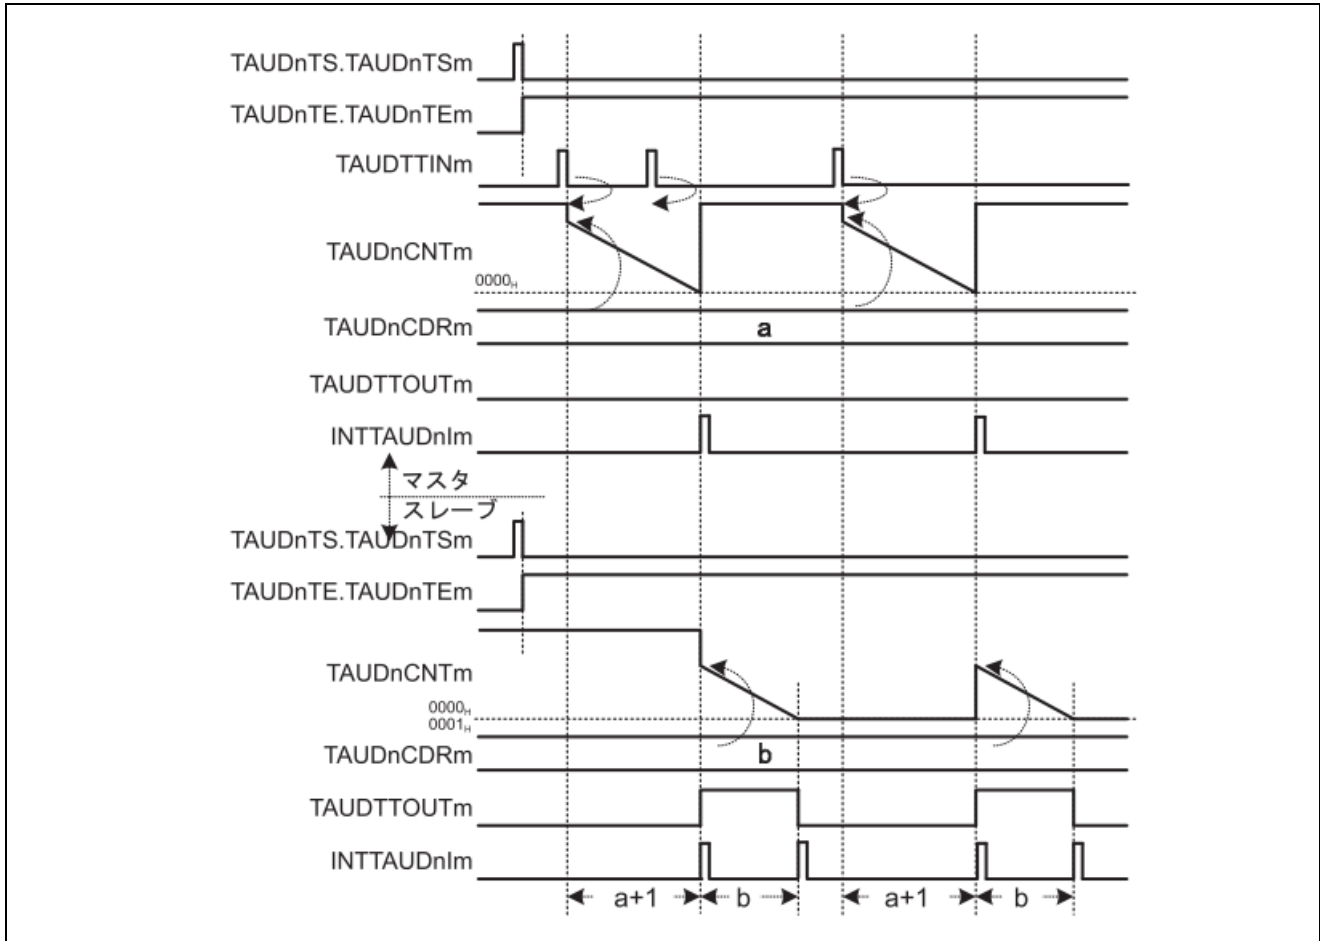 TAUDnTS.TAUDnTSm
TAUDnTE.TAUDnTEm
TAUDTTINm
TAUDnCNTm
0000H
TAUDnCDRm
a
TAUDTTOUTm
INTTAUDnIm
マスタ
スレーブ
TAUDnTS.TAUDnTSm
TAUDnTE.TAUDnTEm
TAUDnCNTm
0000H
0001H
TAUDnCDRm
b
TAUDTTOUTm
INTTAUDnIm
a+1 b a+1 b